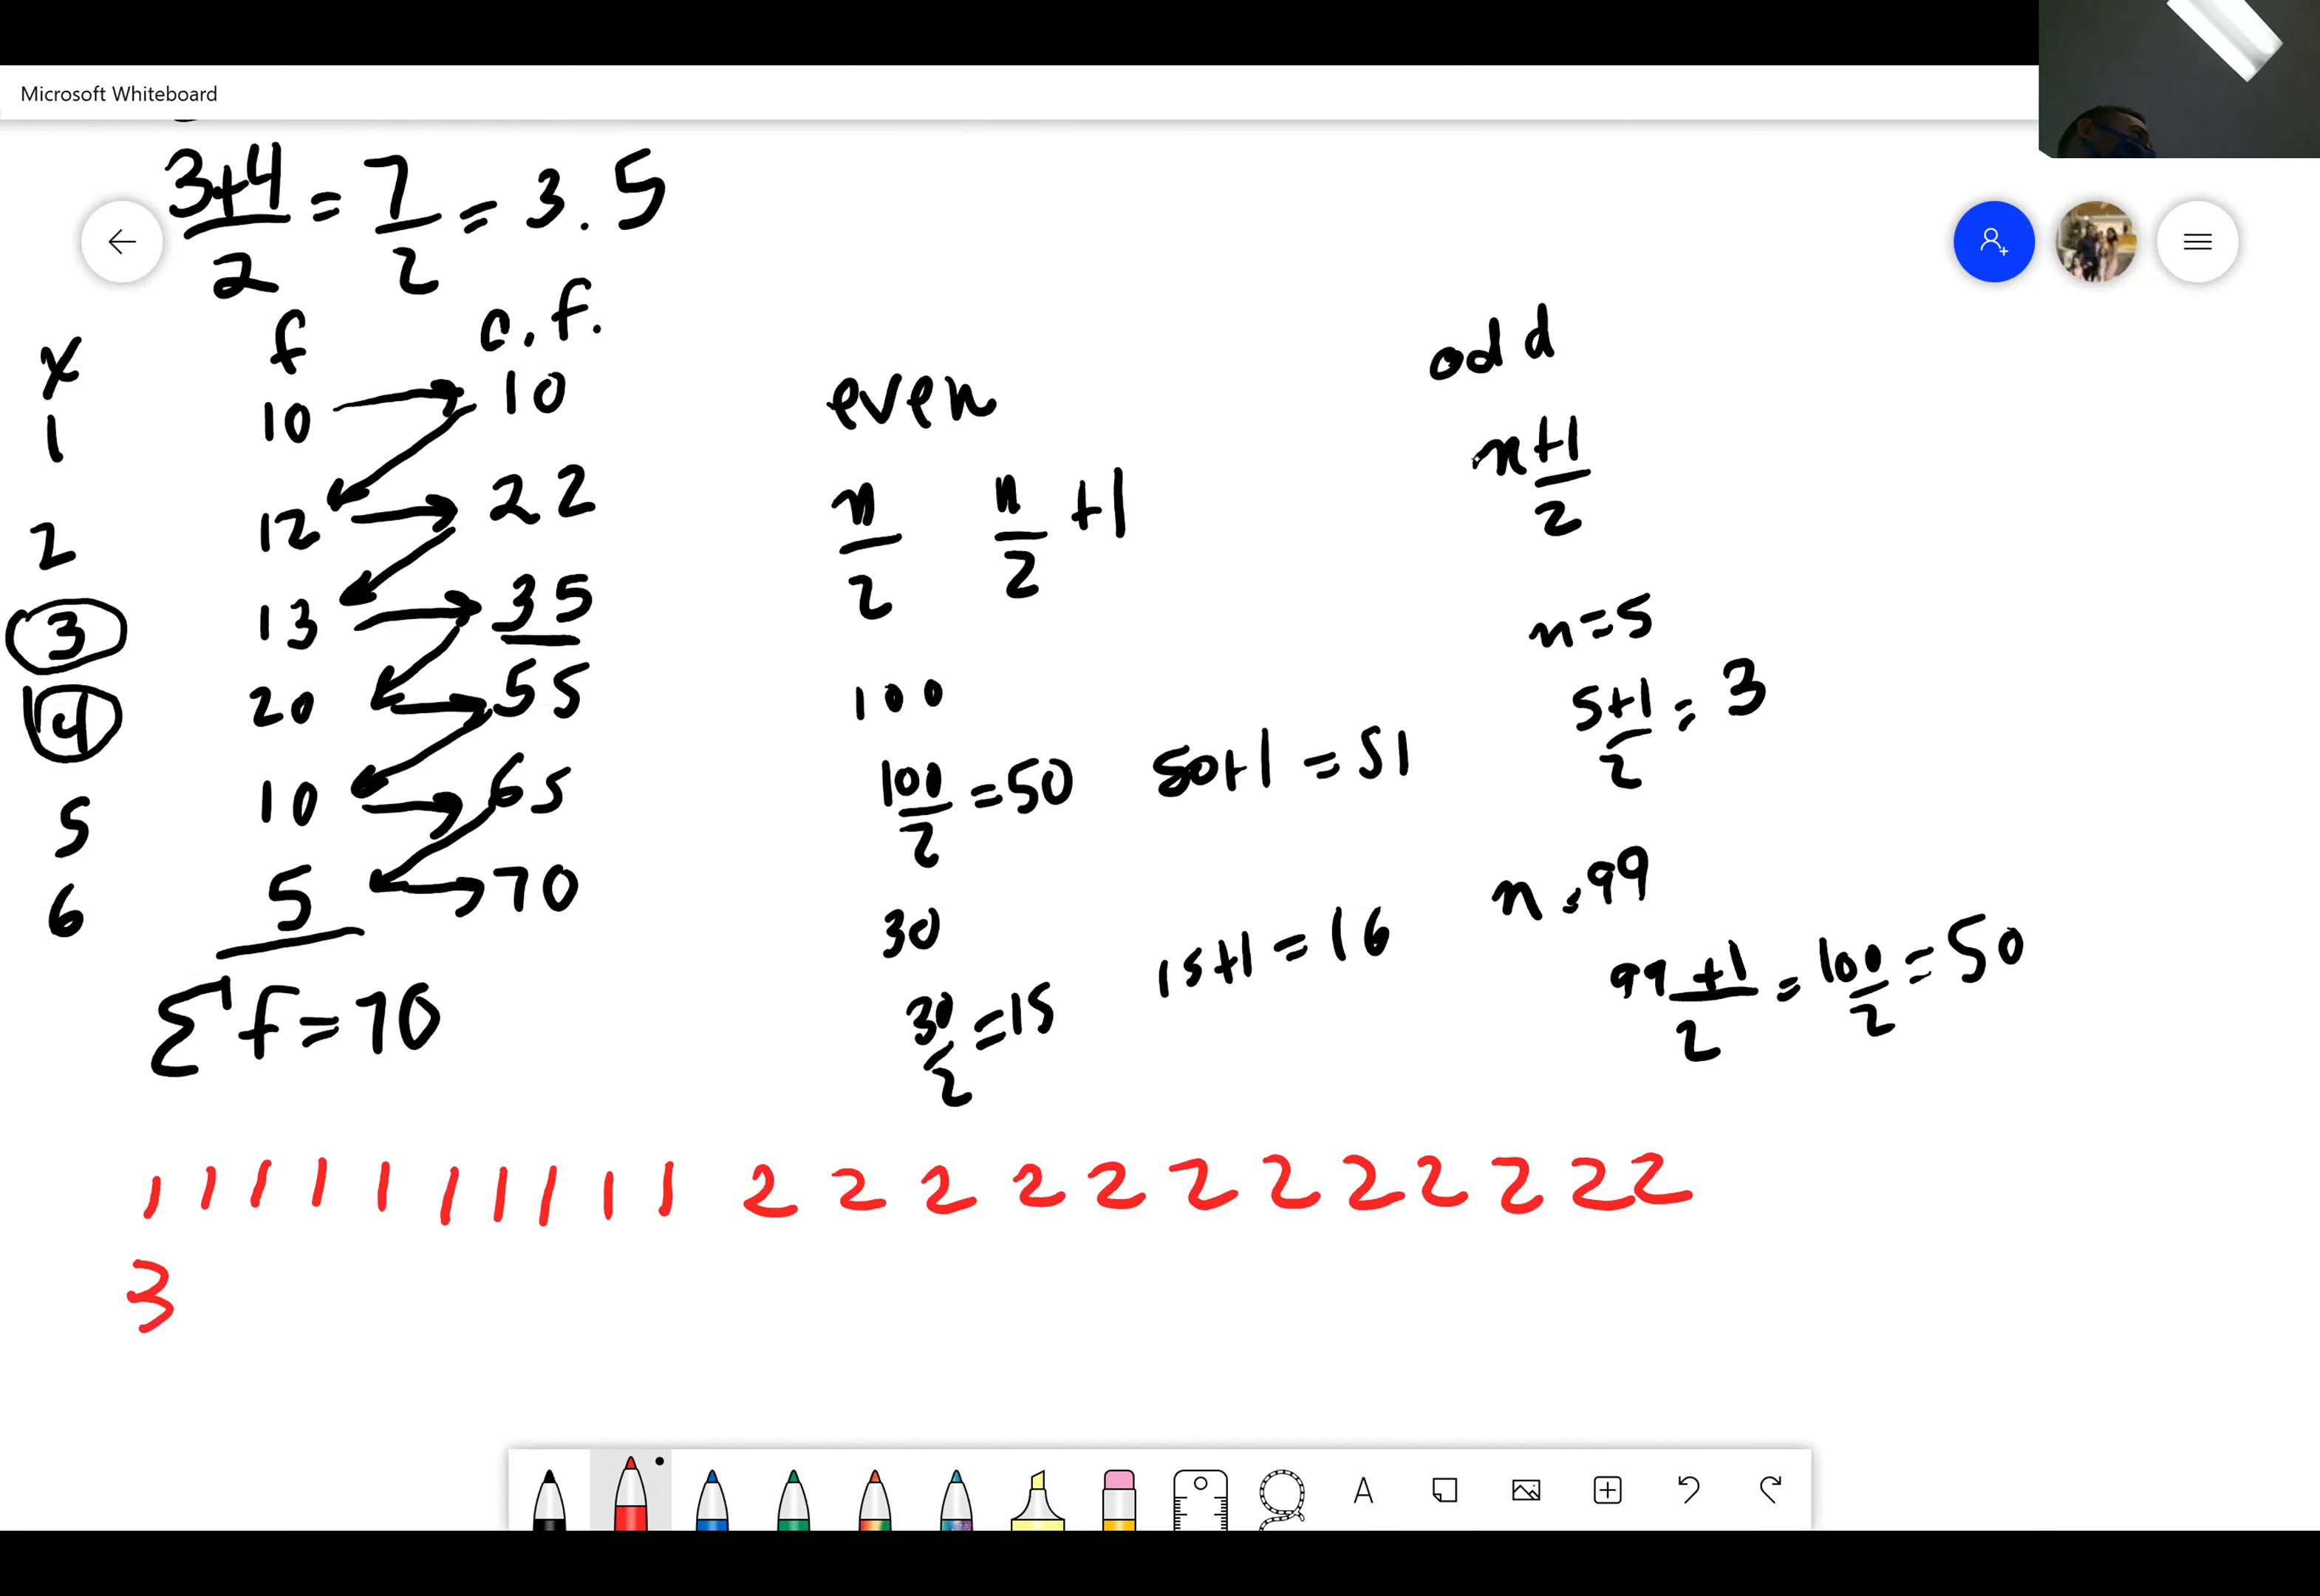 Microsoft Whiteboard
3+4/2 = 7/2 = 3.5
x f c.f.
1 10 10
2 12 22
3 13 35
4 20 55
5 10 65
6 5 70
Σf = 70
even
n/2 n/2 +1
100
100/2 = 50 50+1 = 51
30
30/2 = 15 15+1 = 16
odd
n+1/2
n=5
5+1/2 = 3
n=99
99+1/2 = 100/2 = 50
1 1 1 1 1 1 1 1 1 1 2 2 2 2 2 2 2 2 2 2 2 2
3
A